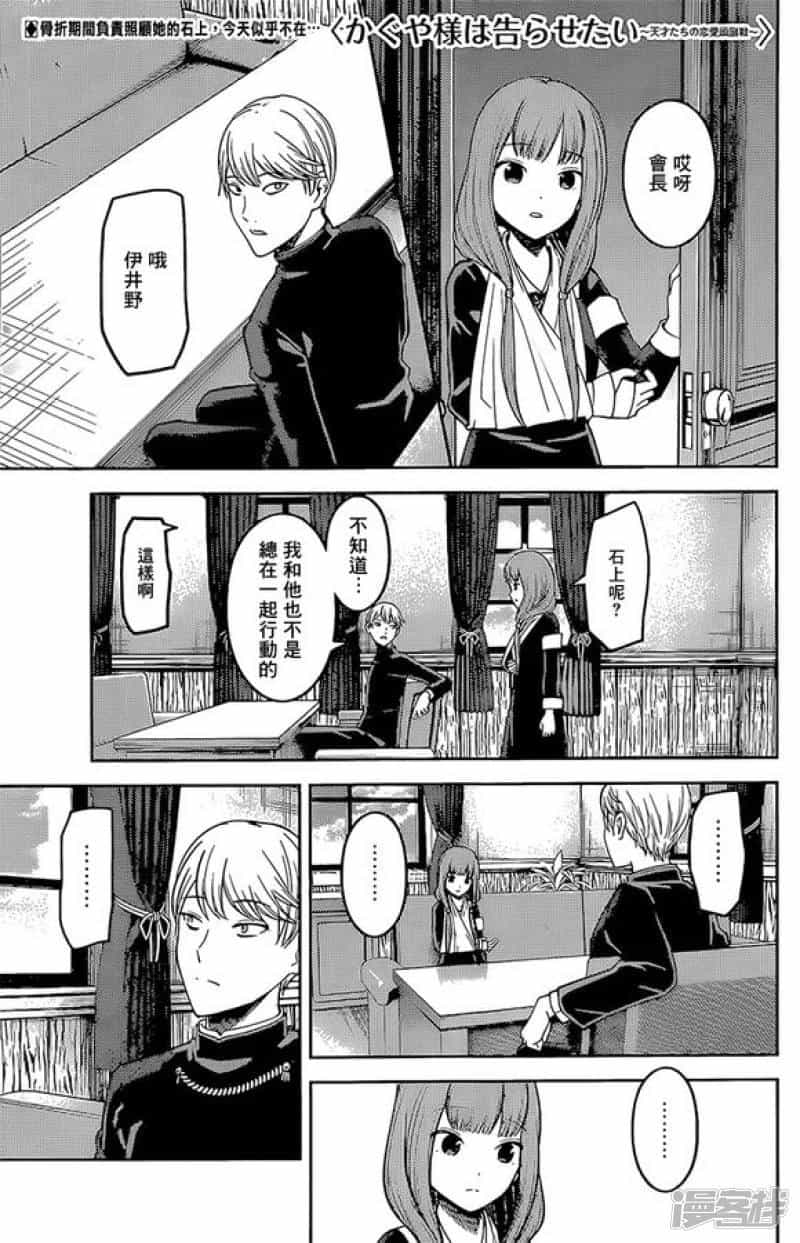 骨折期間負責照顧她的石上，今天似乎不在…
〈かぐや様は告らせたい～天才たちの恋愛頭脳戦～〉
哎呀
會長
哦
伊井野
石上呢？
不知道…
我和他也不是
總在一起行動的
這樣啊
………
………
………
漫客栈